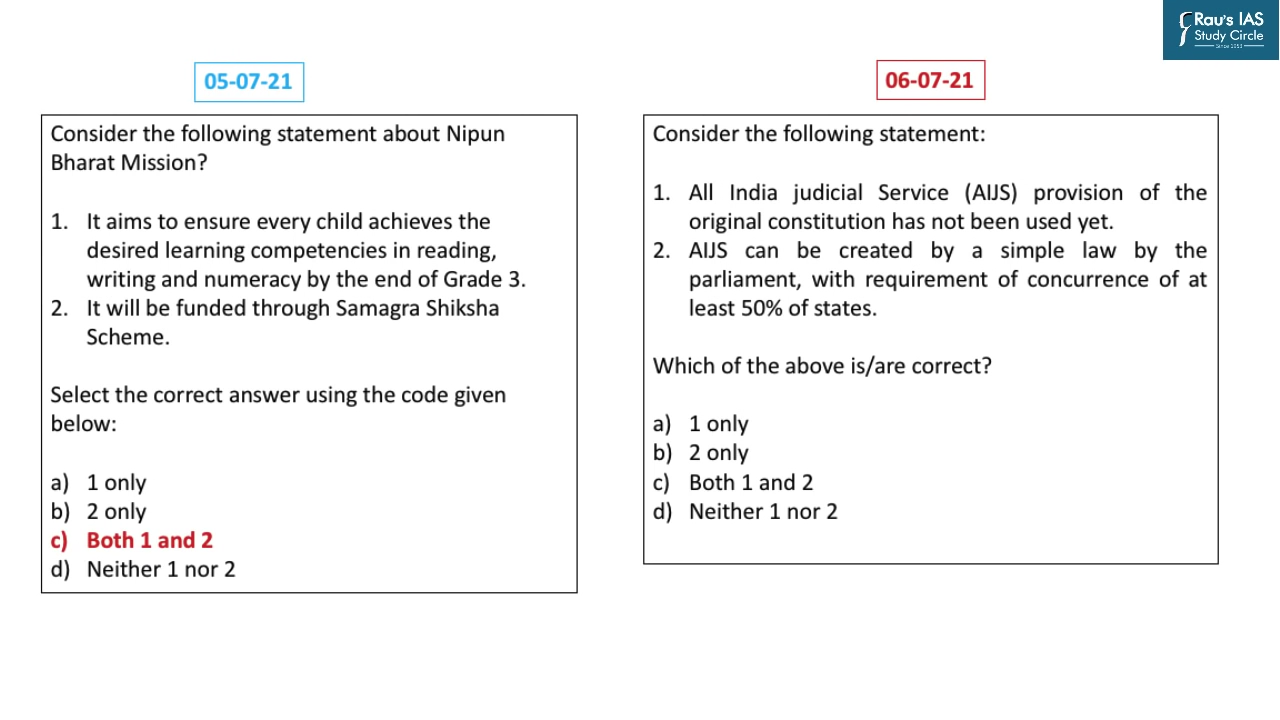 Rau's IAS
Study Circle
Since 1953
05-07-21
Consider the following statement about Nipun
Bharat Mission?
1. It aims to ensure every child achieves the
desired learning competencies in reading,
writing and numeracy by the end of Grade 3.
2. It will be funded through Samagra Shiksha
Scheme.
Select the correct answer using the code given
below:
a) 1 only
b) 2 only
c) Both 1 and 2
d) Neither 1 nor 2
06-07-21
Consider the following statement:
1. All India judicial Service (AIJS) provision of the
original constitution has not been used yet.
2. AIJS can be created by a simple law by the
parliament, with requirement of concurrence of at
least 50% of states.
Which of the above is/are correct?
a) 1 only
b) 2 only
c) Both 1 and 2
d) Neither 1 nor 2